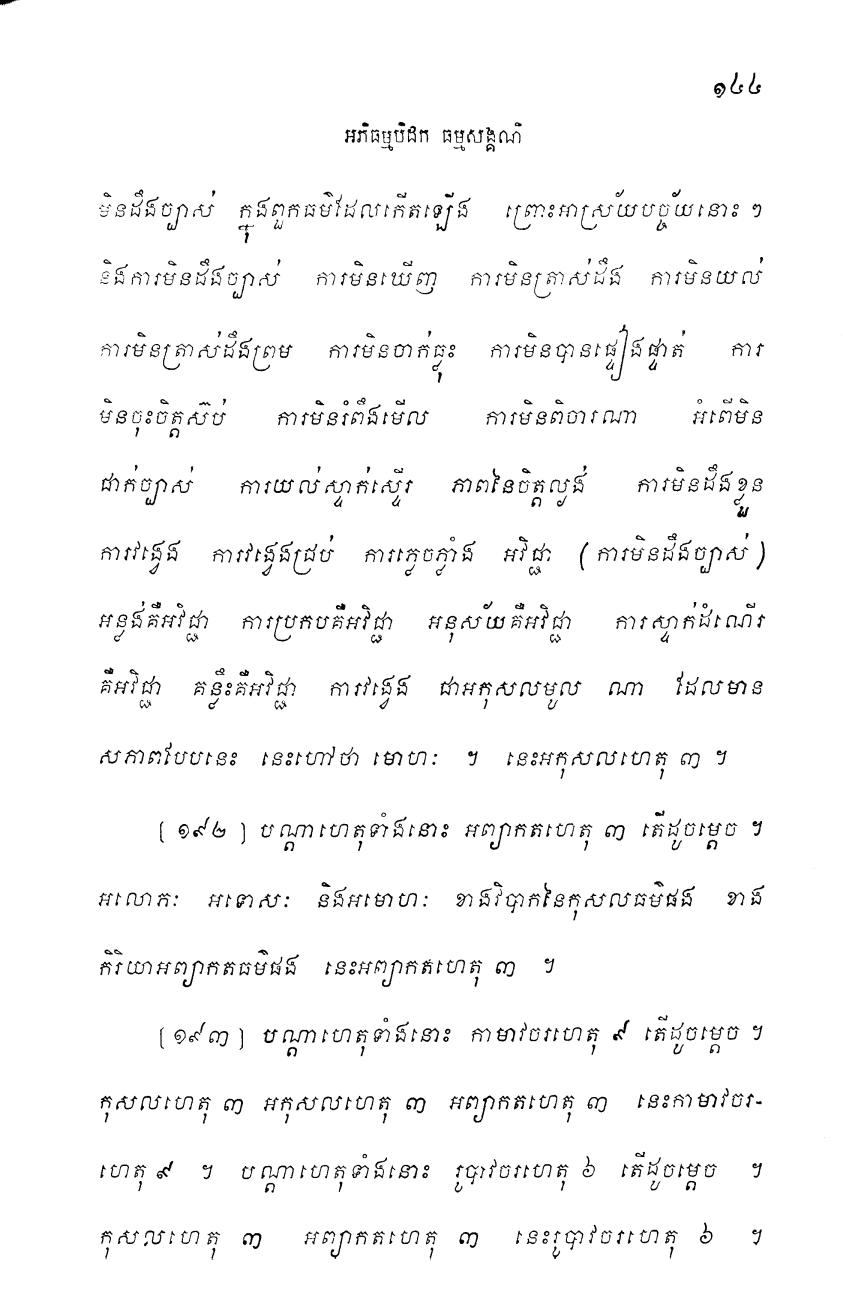 ១៤៤
អភិធម្មបិដក ធម្មសង្គណិ
មិនដឹងច្បាស់ ក្នុងពួកធម៌ដែលកើតឡើង ព្រោះអាស្រ័យបច្ច័យនោះ ៗ
និងការមិនដឹងច្បាស់ ការមិនឃើញ ការមិនត្រាស់ដឹង ការមិនយល់
ការមិនត្រាស់ដឹងព្រម ការមិនចាក់ធ្លុះ ការមិនបានផ្ទៀងផ្ទាត់ ការ
មិនចុះចិត្តស៊ប់ ការមិនរំពឹងមើល ការមិនពិចារណា អំពើមិន
ជាក់ច្បាស់ ការយល់ស្ទាក់ស្ទើរ ភាពនៃចិត្តល្ងង់ ការមិនដឹងខ្លួន
ការវង្វេង ការវង្វេងជ្រប់ ការភ្លេចភ្លាំង អវិជ្ជា (ការមិនដឹងច្បាស់)
អន្លង់គឺអវិជ្ជា ការប្រកបគឺអវិជ្ជា អនុស័យគឺអវិជ្ជា ការស្ទាក់ដំណើរ
គឺអវិជ្ជា គន្លឹះគឺអវិជ្ជា ការវង្វេង ជាអកុសលមូល ណា ដែលមាន
សភាពបែបនេះ នេះហៅថា មោហៈ ។ នេះអកុសលហេតុ ៣ ។
[១៩២] បណ្តាហេតុទាំងនោះ អព្យាកតហេតុ ៣ តើដូចម្តេច ។
អលោភៈ អទោសៈ និងអមោហៈ ខាងវិបាកនៃកុសលធម៌ផង ខាង
កិរិយាអព្យាកតធម៌ផង នេះអព្យាកតហេតុ ៣ ។
[១៩៣] បណ្តាហេតុទាំងនោះ កាមាវចរហេតុ ៩ តើដូចម្តេច ។
កុសលហេតុ ៣ អកុសលហេតុ ៣ អព្យាកតហេតុ ៣ នេះកាមាវចរ-
ហេតុ ៩ ។ បណ្តាហេតុទាំងនោះ រូបាវចរហេតុ ៦ តើដូចម្តេច ។
កុសលហេតុ ៣ អព្យាកតហេតុ ៣ នេះរូបាវចរហេតុ ៦ ។